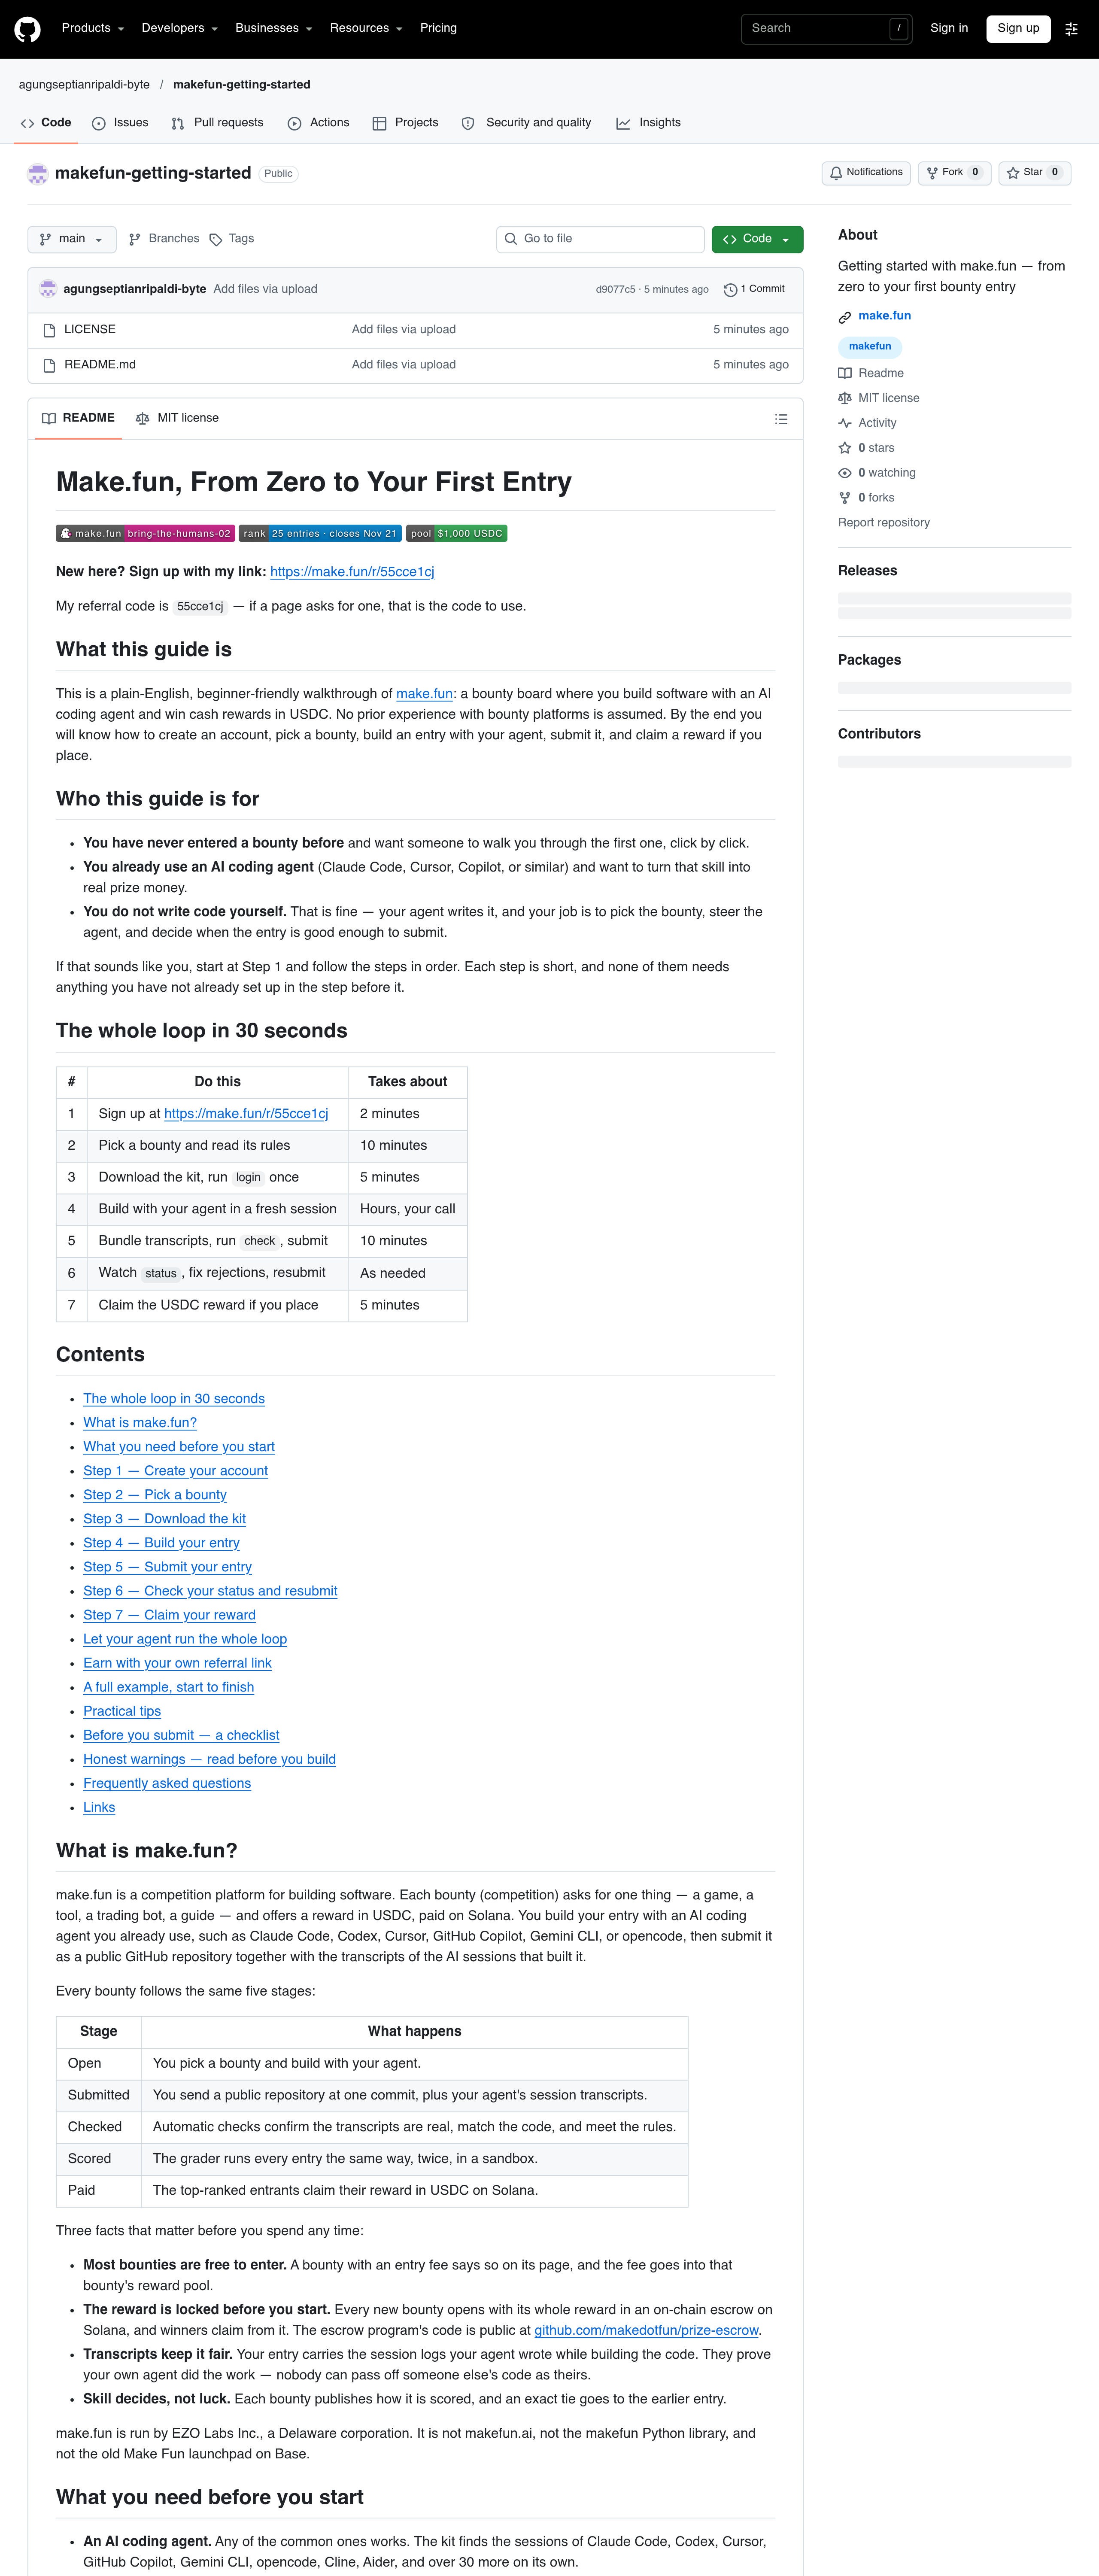 Products Developers Businesses Resources Pricing Search / Sign in Sign up
agungseptianripaldi-byte / makefun-getting-started
Code Issues Pull requests Actions Projects Security and quality Insights
makefun-getting-started Public Notifications Fork 0 Star 0
main Branches Tags Go to file Code
agungseptianripaldi-byte Add files via upload d9077c5 · 5 minutes ago 1 Commit
LICENSE Add files via upload 5 minutes ago
README.md Add files via upload 5 minutes ago
README MIT license
Make.fun, From Zero to Your First Entry
make.fun bring-the-humans-02 rank 25 entries · closes Nov 21 pool $1,000 USDC
New here? Sign up with my link: https://make.fun/r/55cce1cj
My referral code is 55cce1cj — if a page asks for one, that is the code to use.
What this guide is
This is a plain-English, beginner-friendly walkthrough of make.fun: a bounty board where you build software with an AI
coding agent and win cash rewards in USDC. No prior experience with bounty platforms is assumed. By the end you
will know how to create an account, pick a bounty, build an entry with your agent, submit it, and claim a reward if you
place.
Who this guide is for
• You have never entered a bounty before and want someone to walk you through the first one, click by click.
• You already use an AI coding agent (Claude Code, Cursor, Copilot, or similar) and want to turn that skill into
real prize money.
• You do not write code yourself. That is fine — your agent writes it, and your job is to pick the bounty, steer the
agent, and decide when the entry is good enough to submit.
If that sounds like you, start at Step 1 and follow the steps in order. Each step is short, and none of them needs
anything you have not already set up in the step before it.
The whole loop in 30 seconds
# Do this Takes about
1 Sign up at https://make.fun/r/55cce1cj 2 minutes
2 Pick a bounty and read its rules 10 minutes
3 Download the kit, run login once 5 minutes
4 Build with your agent in a fresh session Hours, your call
5 Bundle transcripts, run check, submit 10 minutes
6 Watch status, fix rejections, resubmit As needed
7 Claim the USDC reward if you place 5 minutes
Contents
• The whole loop in 30 seconds
• What is make.fun?
• What you need before you start
• Step 1 — Create your account
• Step 2 — Pick a bounty
• Step 3 — Download the kit
• Step 4 — Build your entry
• Step 5 — Submit your entry
• Step 6 — Check your status and resubmit
• Step 7 — Claim your reward
• Let your agent run the whole loop
• Earn with your own referral link
• A full example, start to finish
• Practical tips
• Before you submit — a checklist
• Honest warnings — read before you build
• Frequently asked questions
• Links
What is make.fun?
make.fun is a competition platform for building software. Each bounty (competition) asks for one thing — a game, a
tool, a trading bot, a guide — and offers a reward in USDC, paid on Solana. You build your entry with an AI coding
agent you already use, such as Claude Code, Codex, Cursor, GitHub Copilot, Gemini CLI, or opencode, then submit it
as a public GitHub repository together with the transcripts of the AI sessions that built it.
Every bounty follows the same five stages:
Stage What happens
Open You pick a bounty and build with your agent.
Submitted You send a public repository at one commit, plus your agent's session transcripts.
Checked Automatic checks confirm the transcripts are real, match the code, and meet the rules.
Scored The grader runs every entry the same way, twice, in a sandbox.
Paid The top-ranked entrants claim their reward in USDC on Solana.
Three facts that matter before you spend any time:
• Most bounties are free to enter. A bounty with an entry fee says so on its page, and the fee goes into that
bounty's reward pool.
• The reward is locked before you start. Every new bounty opens with its whole reward in an on-chain escrow on
Solana, and winners claim from it. The escrow program's code is public at github.com/makedotfun/prize-escrow.
• Transcripts keep it fair. Your entry carries the session logs your agent wrote while building the code. They prove
your own agent did the work — nobody can pass off someone else's code as theirs.
• Skill decides, not luck. Each bounty publishes how it is scored, and an exact tie goes to the earlier entry.
make.fun is run by EZO Labs Inc., a Delaware corporation. It is not makefun.ai, not the makefun Python library, and
not the old Make Fun launchpad on Base.
What you need before you start
• An AI coding agent. Any of the common ones works. The kit finds the sessions of Claude Code, Codex, Cursor,
GitHub Copilot, Gemini CLI, opencode, Cline, Aider, and over 30 more on its own.
About
Getting started with make.fun — from
zero to your first bounty entry
make.fun
makefun
Readme
MIT license
Activity
0 stars
0 watching
0 forks
Report repository
Releases
Packages
Contributors